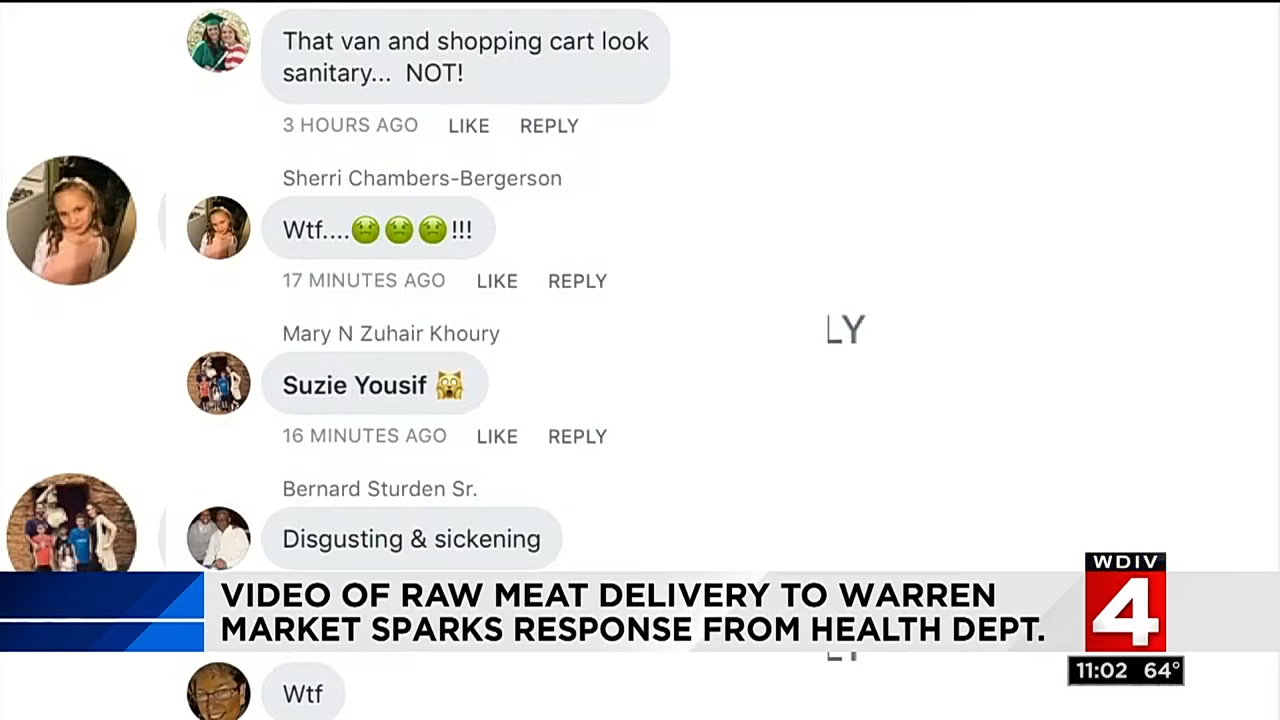 That van and shopping cart look
sanitary... NOT!
3 HOURS AGO LIKE REPLY
Sherri Chambers-Bergerson
Wtf....🤢🤢🤢!!!
17 MINUTES AGO LIKE REPLY
LY
Mary N Zuhair Khoury
Suzie Yousif 🙀
16 MINUTES AGO LIKE REPLY
Bernard Sturden Sr.
Disgusting & sickening
VIDEO OF RAW MEAT DELIVERY TO WARREN
MARKET SPARKS RESPONSE FROM HEALTH DEPT.
WDIV
4
11:02 64°
Wtf